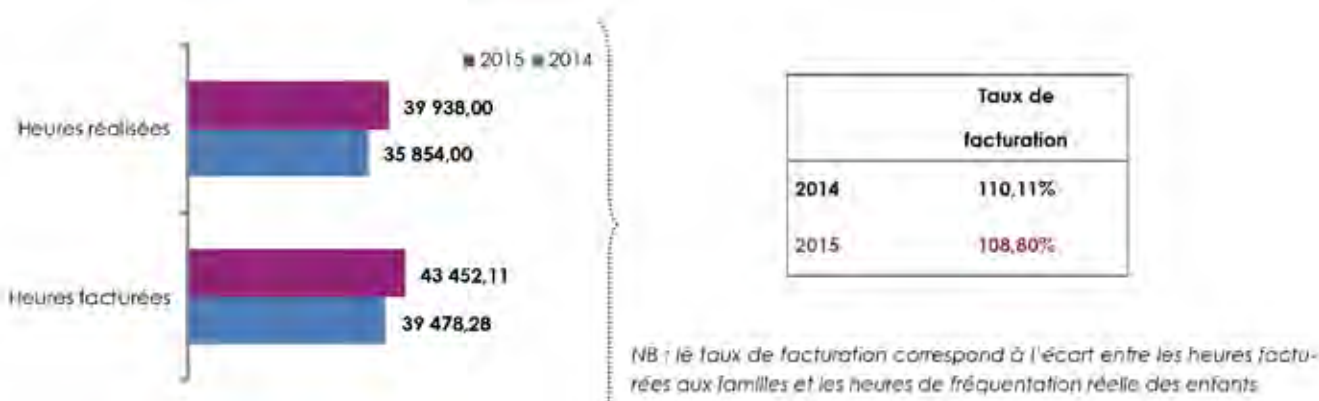 2015 2014
Heures réalisées
39 938,00
35 854,00
Heures facturées
43 452,11
39 478,28
Taux de
facturation
2014 110,11%
2015 108,80%
NB : le taux de facturation correspond à l'écart entre les heures factu-
rées aux familles et les heures de fréquentation réelle des enfants